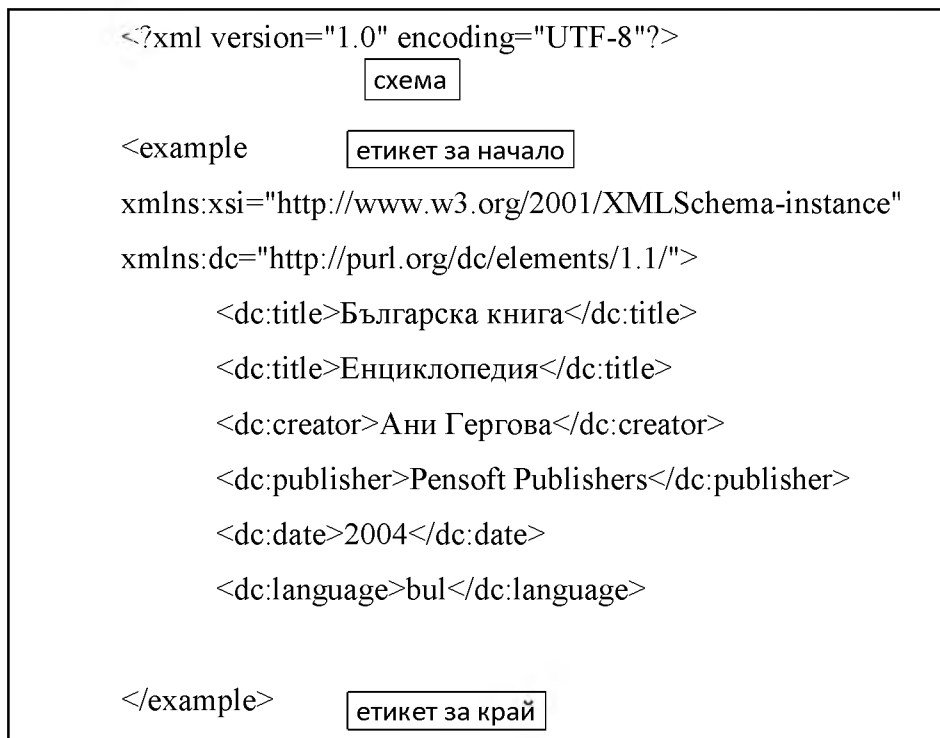 <?xml version="1.0" encoding="UTF-8"?>
схема
<example етикет за начало
xmlns:xsi="http://www.w3.org/2001/XMLSchema-instance"
xmlns:dc="http://purl.org/dc/elements/1.1/">
<dc:title>Българска книга</dc:title>
<dc:title>Енциклопедия</dc:title>
<dc:creator>Ани Гергова</dc:creator>
<dc:publisher>Pensoft Publishers</dc:publisher>
<dc:date>2004</dc:date>
<dc:language>bul</dc:language>
</example> етикет за край